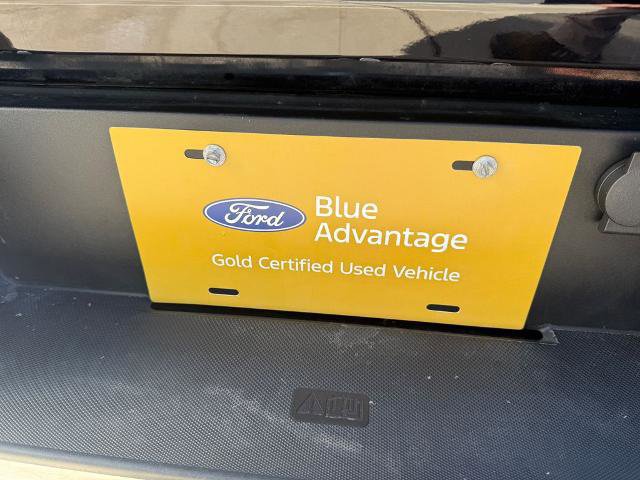 Ford
Blue
Advantage
Gold Certified Used Vehicle